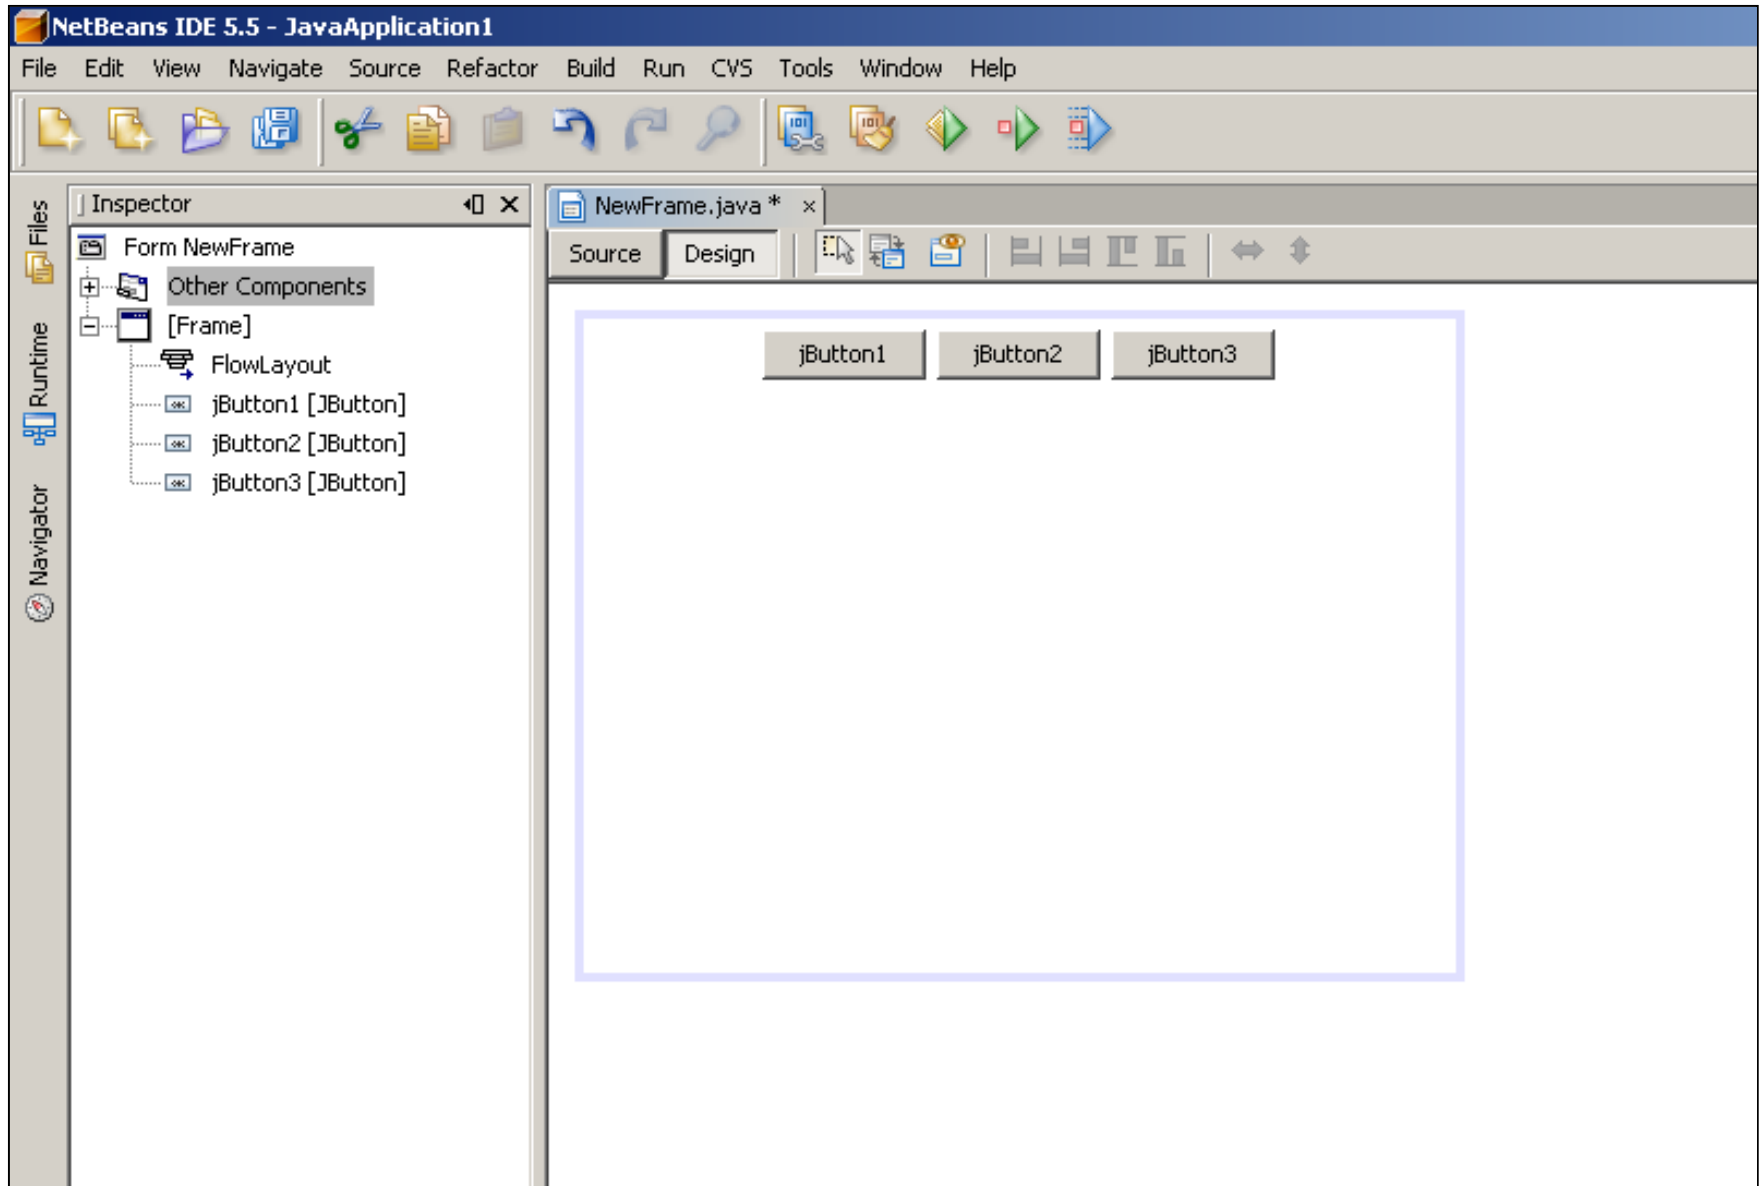 NetBeans IDE 5.5 - JavaApplication1
File Edit View Navigate Source Refactor Build Run CVS Tools Window Help
Files
Runtime
Navigator
Inspector
Form NewFrame
Other Components
[Frame]
FlowLayout
jButton1 [JButton]
jButton2 [JButton]
jButton3 [JButton]
NewFrame.java *
Source Design
jButton1 jButton2 jButton3